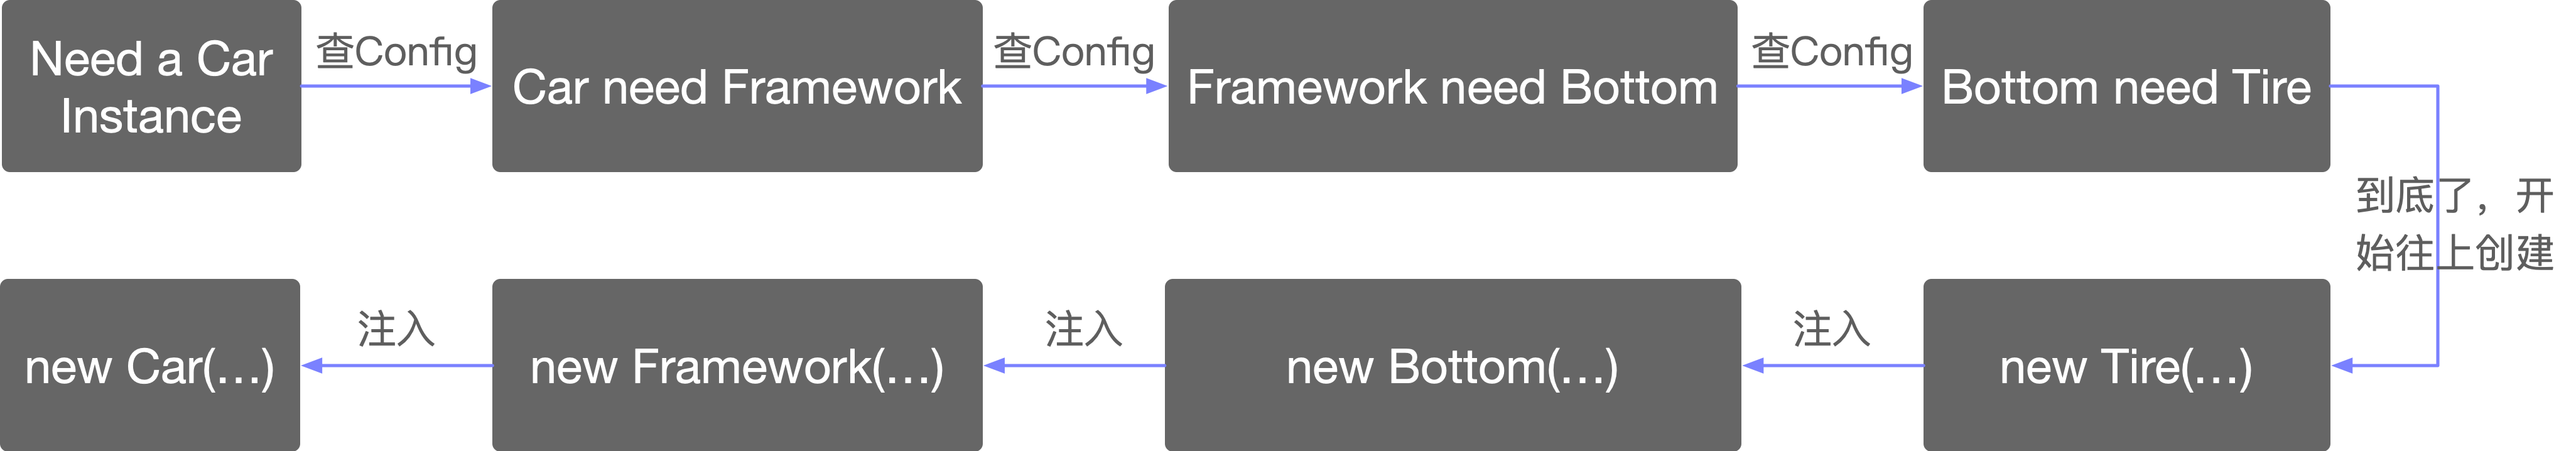 Need a Car
Instance
查Config
Car need Framework
查Config
Framework need Bottom
查Config
Bottom need Tire
到底了，开
始往上创建
new Car(...)
注入
new Framework(...)
注入
new Bottom(...)
注入
new Tire(...)